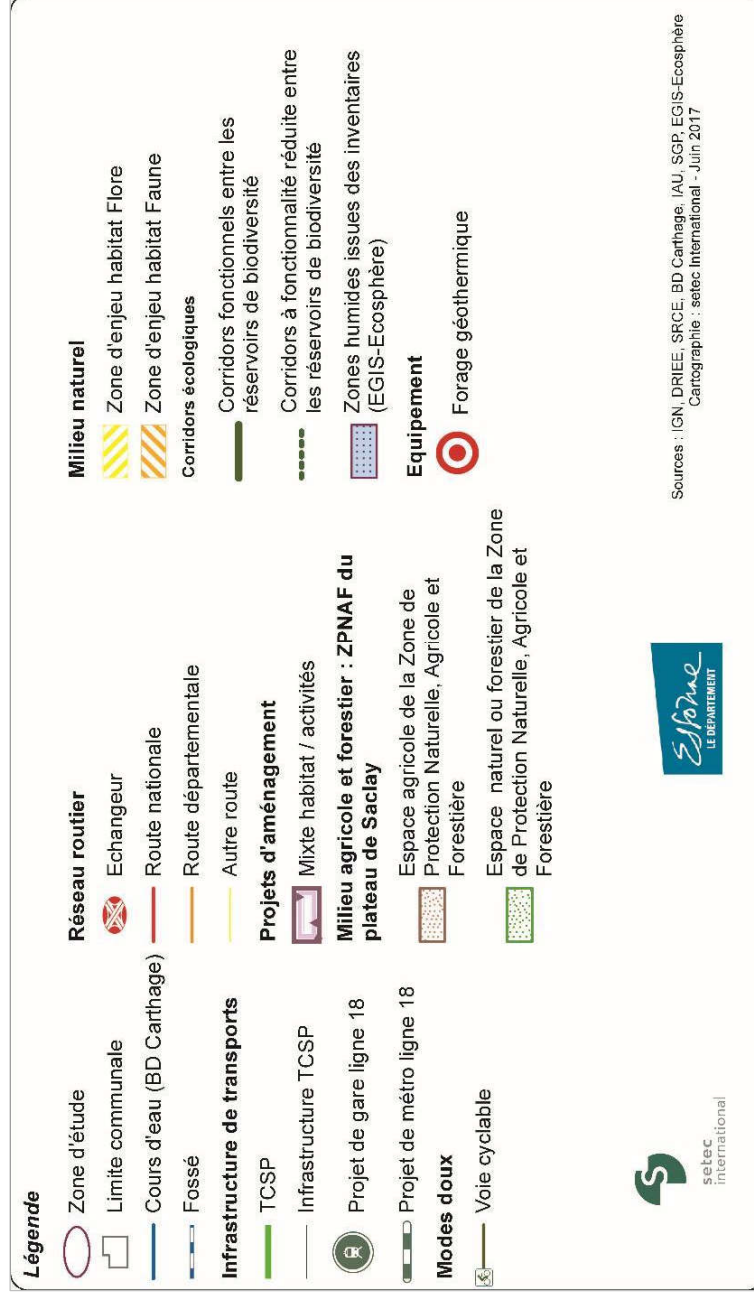 Légende
Zone d'étude
Limite communale
Cours d'eau (BD Carthage)
Fossé
Infrastructure de transports
TCSP
Infrastructure TCSP
Projet de gare ligne 18
Projet de métro ligne 18
Modes doux
Voie cyclable
Réseau routier
Echangeur
Route nationale
Route départementale
Autre route
Projets d'aménagement
Mixte habitat / activités
Milieu agricole et forestier : ZPNAF du
plateau de Saclay
Espace agricole de la Zone de
Protection Naturelle, Agricole et
Forestière
Espace naturel ou forestier de la Zone
de Protection Naturelle, Agricole et
Forestière
Milieu naturel
Zone d'enjeu habitat Flore
Zone d'enjeu habitat Faune
Corridors écologiques
Corridors fonctionnels entre les
réservoirs de biodiversité
Corridors à fonctionnalité réduite entre
les réservoirs de biodiversité
Zones humides issues des inventaires
(EGIS-Ecosphère)
Equipement
Forage géothermique
setec
international
Essonne
LE DÉPARTEMENT
Sources : IGN, DRIEE, SRCE, BD Carthage, IAU, SGP, EGIS-Ecosphère
Cartographie : setec International - Juin 2017